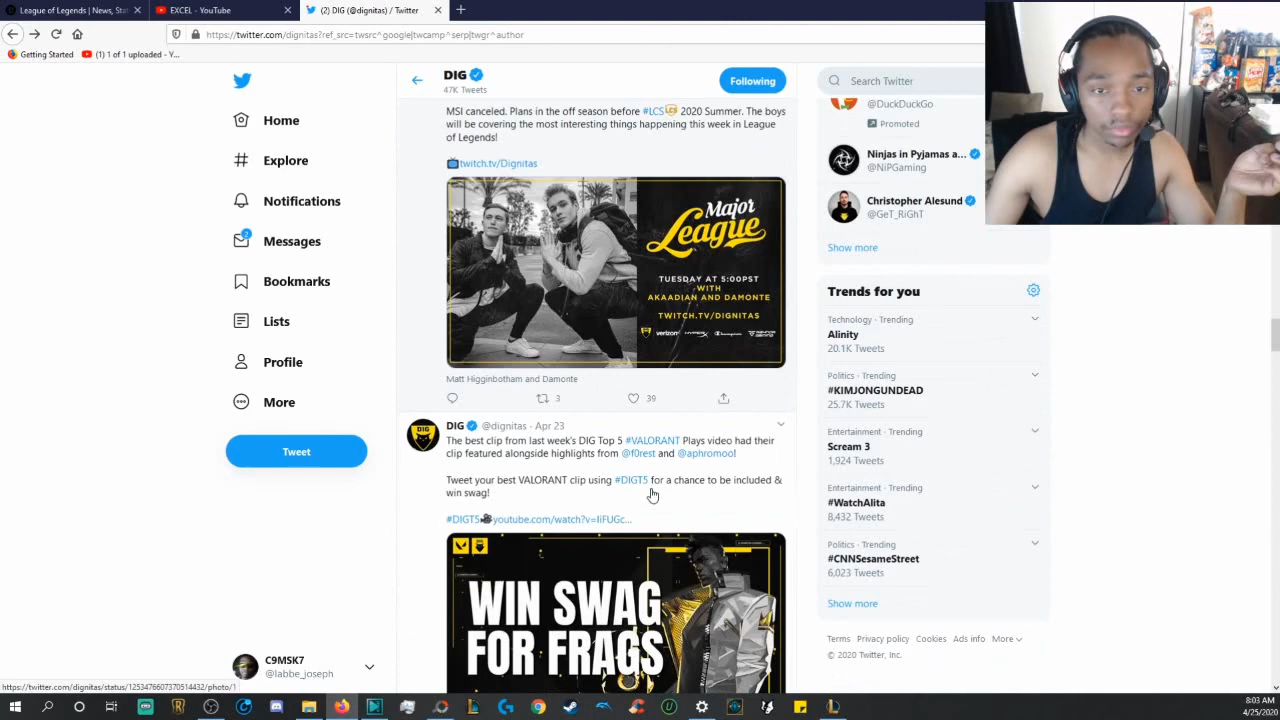 League of Legends | News, Sta
EXCEL - YouTube
(2) DIG (@dignitas) / Twitter
https://twitter.com/dignitas?ref_src=twsrc^google|twcamp^serp|twgr^author
Getting Started
(1) 1 of 1 uploaded - Y...
Home
Explore
Notifications
2
Messages
Bookmarks
Lists
Profile
More
Tweet
C9MSK7
@labbe_joseph
DIG
47K Tweets
Following
MSI canceled. Plans in the off season before #LCS 2020 Summer. The boys
will be covering the most interesting things happening this week in League
of Legends!
twitch.tv/Dignitas
Major
League
TUESDAY AT 5:00PST
WITH
AKAADIAN AND DAMONTE
TWITCH.TV/DIGNITAS
verizon HYPERX Champion
Matt Higginbotham and Damonte
3
39
DIG @dignitas · Apr 23
The best clip from last week's DIG Top 5 #VALORANT Plays video had their
clip featured alongside highlights from @f0rest and @aphromoo!
Tweet your best VALORANT clip using #DIGT5 for a chance to be included &
win swag!
#DIGT5 youtube.com/watch?v=IiFUGc...
WIN SWAG
FOR FRAGS
Search Twitter
@DuckDuckGo
Promoted
Ninjas in Pyjamas a...
@NiPGaming
Christopher Alesund
@GeT_RiGhT
Show more
Trends for you
Technology · Trending
Alinity
20.1K Tweets
Politics · Trending
#KIMJONGUNDEAD
25.7K Tweets
Entertainment · Trending
Scream 3
1,924 Tweets
Entertainment · Trending
#WatchAlita
8,432 Tweets
Politics · Trending
#CNNSesameStreet
6,023 Tweets
Show more
Terms Privacy policy Cookies Ads info More
© 2020 Twitter, Inc.
https://twitter.com/dignitas/status/1253476607370514432/photo/1
8:03 AM
4/25/2020